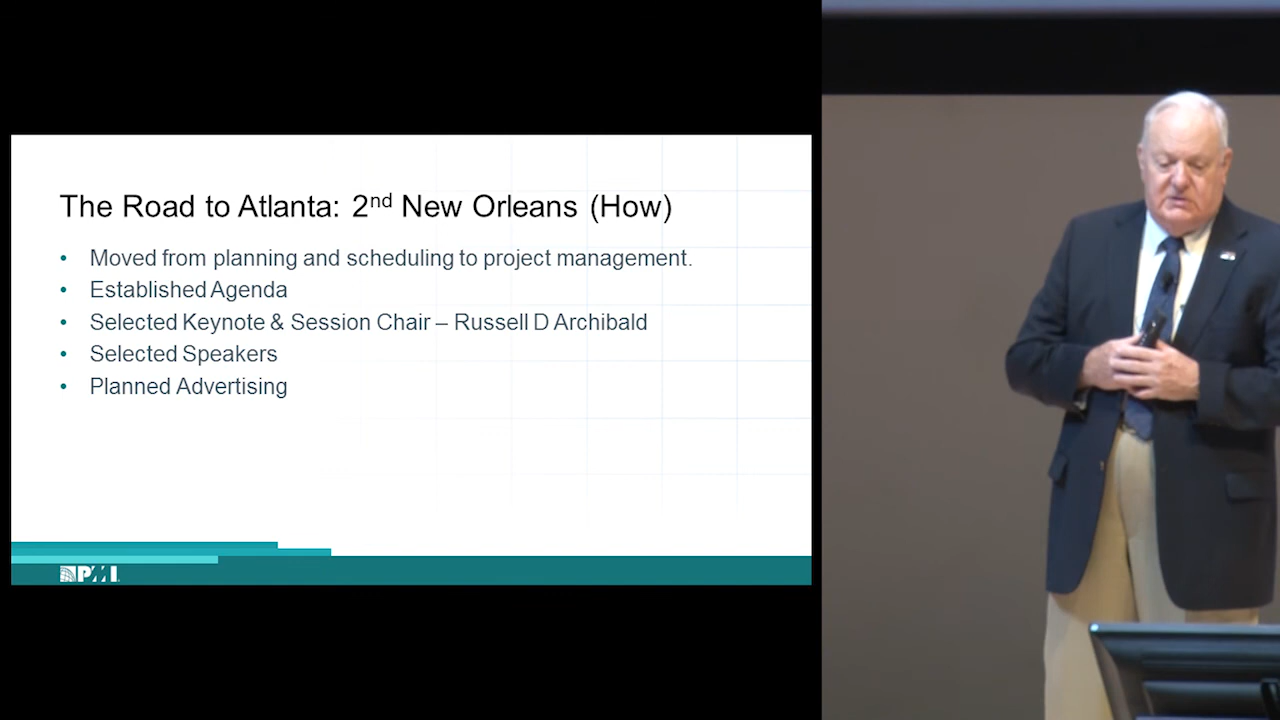 The Road to Atlanta: 2nd New Orleans (How)
• Moved from planning and scheduling to project management.
• Established Agenda
• Selected Keynote & Session Chair – Russell D Archibald
• Selected Speakers
• Planned Advertising
PMI